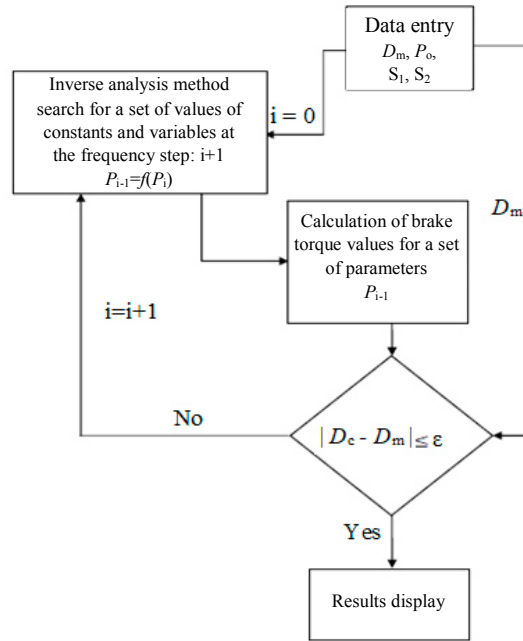 Data entry
Dm, Po,
S1, S2
Inverse analysis method
search for a set of values of
constants and variables at
the frequency step: i+1
Pi-1=f(Pi)
i = 0
Calculation of brake
torque values for a set
of parameters
Pi-1
Dm
i=i+1
No
| Dc - Dm | ≤ ε
Yes
Results display